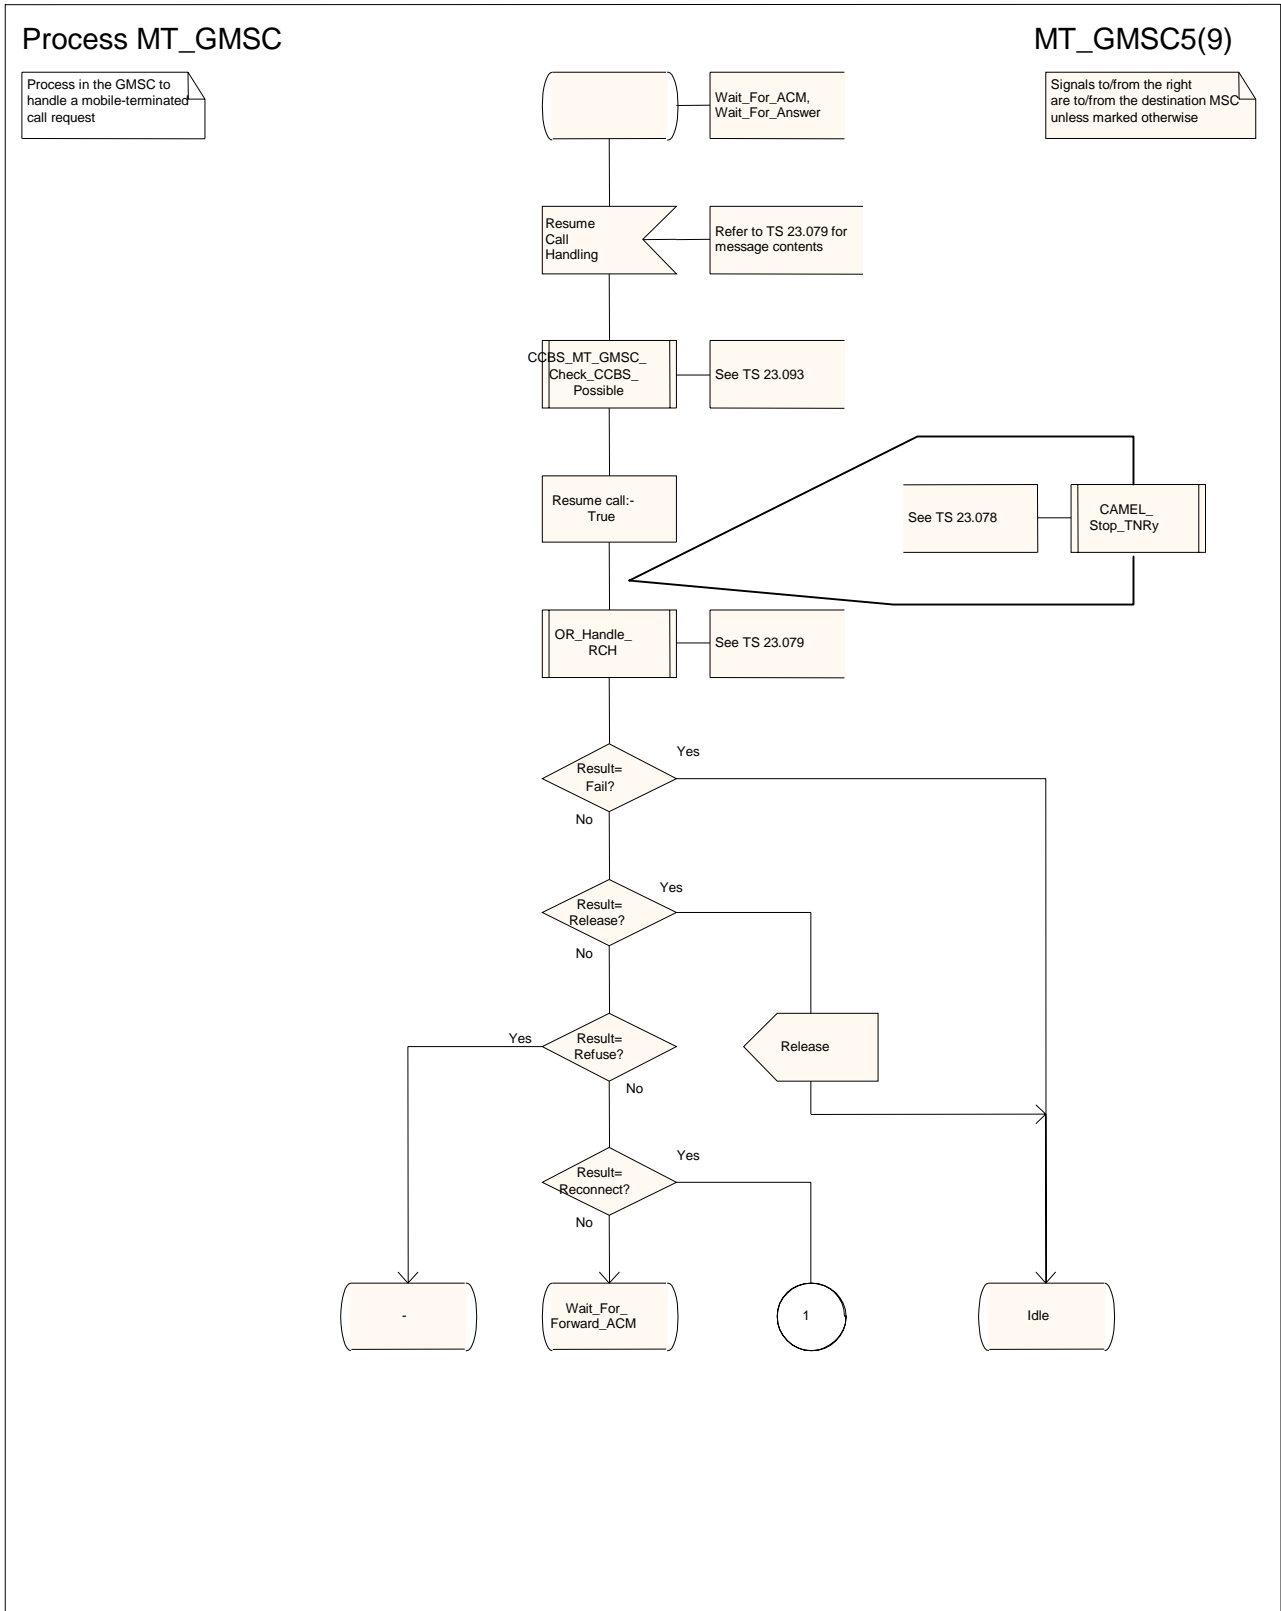 Process MT_GMSC
MT_GMSC5(9)
Process in the GMSC to
handle a mobile-terminated
call request
Wait_For_ACM,
Wait_For_Answer
Signals to/from the right
are to/from the destination MSC
unless marked otherwise
Resume
Call
Handling
Refer to TS 23.079 for
message contents
CCBS_MT_GMSC_
Check_CCBS_
Possible
See TS 23.093
Resume call:-
True
See TS 23.078
CAMEL_
Stop_TNRy
OR_Handle_
RCH
See TS 23.079
Result=
Fail?
Yes
No
Result=
Release?
Yes
No
Result=
Refuse?
Yes
No
Release
Result=
Reconnect?
Yes
No
-
Wait_For_
Forward_ACM
1
Idle